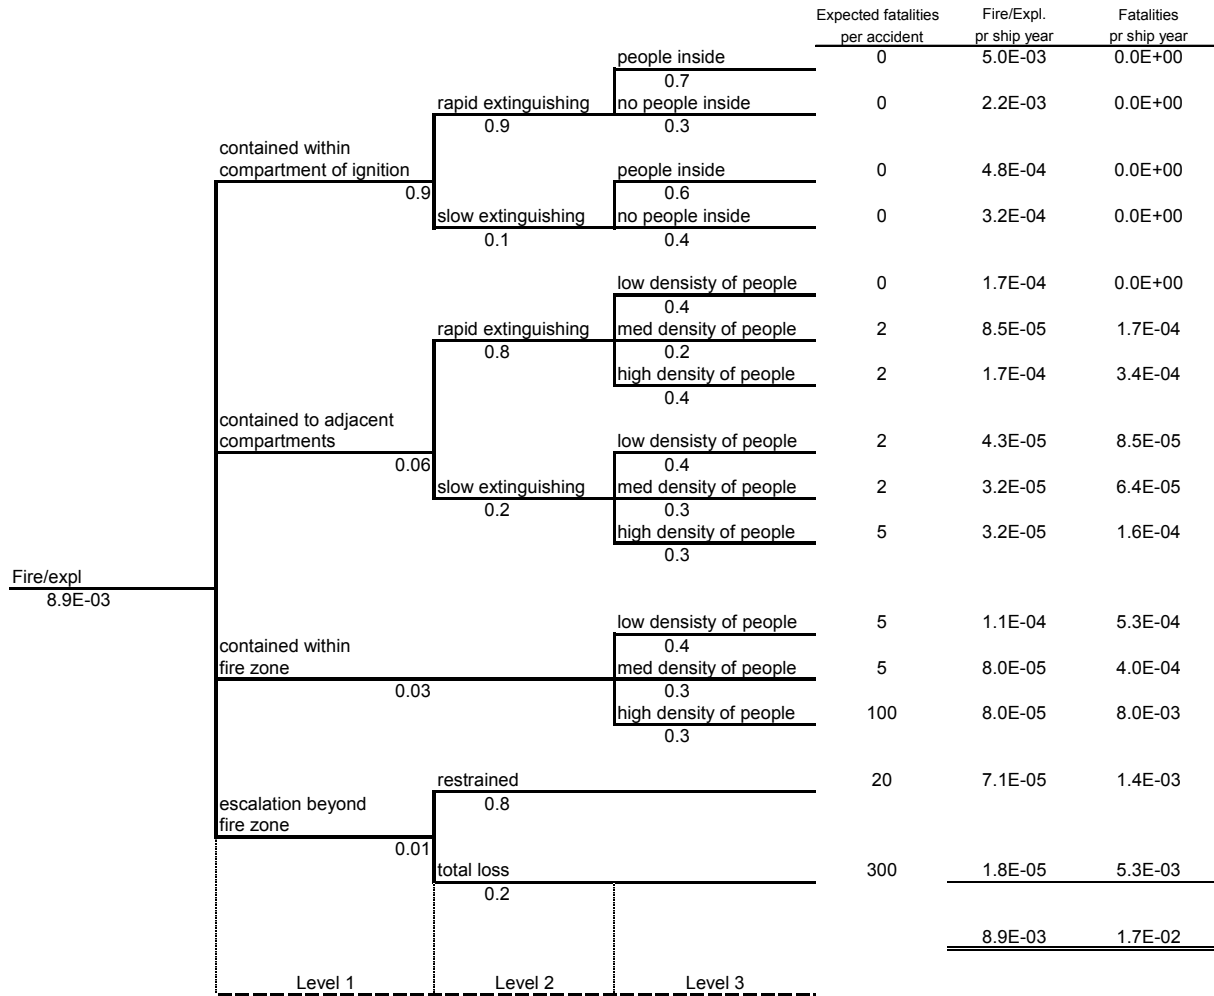 Expected fatalities Fire/Expl. Fatalities
per accident pr ship year pr ship year
people inside 0 5.0E-03 0.0E+00
0.7
rapid extinguishing no people inside 0 2.2E-03 0.0E+00
0.9 0.3
contained within
compartment of ignition people inside 0 4.8E-04 0.0E+00
0.9 0.6
slow extinguishing no people inside 0 3.2E-04 0.0E+00
0.1 0.4
low densisty of people 0 1.7E-04 0.0E+00
0.4
rapid extinguishing med density of people 2 8.5E-05 1.7E-04
0.8 0.2
high density of people 2 1.7E-04 3.4E-04
0.4
contained to adjacent
compartments low densisty of people 2 4.3E-05 8.5E-05
0.06 0.4
slow extinguishing med density of people 2 3.2E-05 6.4E-05
0.2 0.3
high density of people 5 3.2E-05 1.6E-04
0.3
Fire/expl
8.9E-03
low densisty of people 5 1.1E-04 5.3E-04
contained within 0.4
fire zone med density of people 5 8.0E-05 4.0E-04
0.03 0.3
high density of people 100 8.0E-05 8.0E-03
0.3
restrained 20 7.1E-05 1.4E-03
escalation beyond 0.8
fire zone
0.01
total loss 300 1.8E-05 5.3E-03
0.2
8.9E-03 1.7E-02
Level 1 Level 2 Level 3